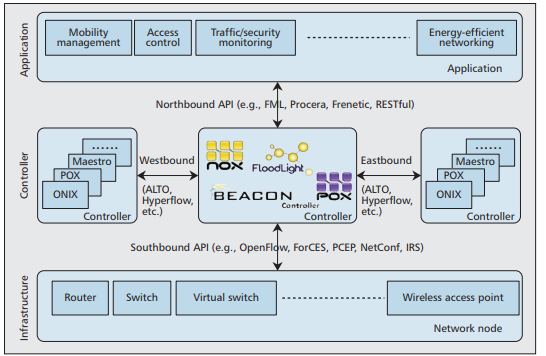 Application
Mobility
management
Access
control
Traffic/security
monitoring
Energy-efficient
networking
Application
Northbound API (e.g., FML, Procera, Frenetic, RESTful)
Controller
......
Maestro
POX
ONIX
Controller
Westbound
(ALTO,
Hyperflow,
etc.)
NOX
FloodLight
BEACON
Controller
POX
Controller
Eastbound
(ALTO,
Hyperflow,
etc.)
......
Maestro
POX
ONIX
Controller
Southbound API (e.g., OpenFlow, ForCES, PCEP, NetConf, IRS)
Infrastructure
Router
Switch
Virtual switch
Wireless access point
Network node